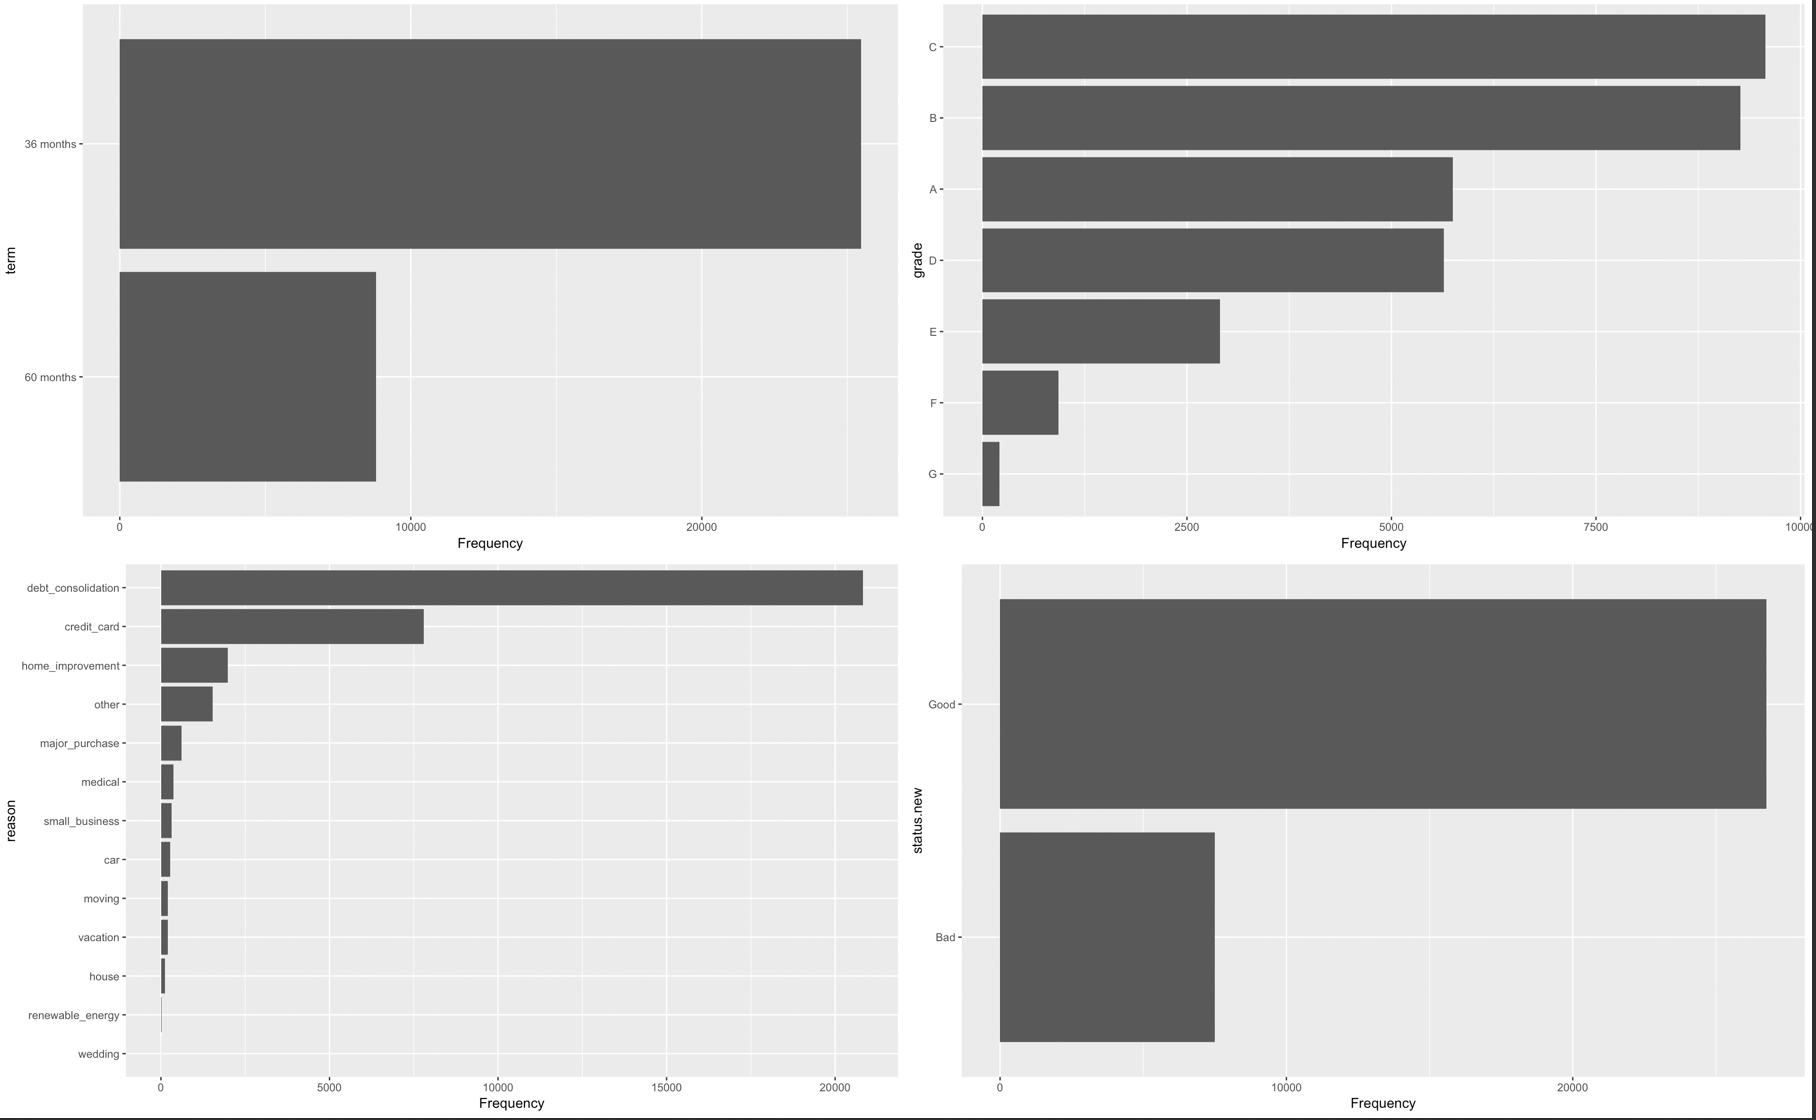 term
36 months
60 months
0 10000 20000
Frequency
grade
C
B
A
D
E
F
G
0 2500 5000 7500 10000
Frequency
reason
debt_consolidation
credit_card
home_improvement
other
major_purchase
medical
small_business
car
moving
vacation
house
renewable_energy
wedding
0 5000 10000 15000 20000
Frequency
status.new
Good
Bad
0 10000 20000
Frequency